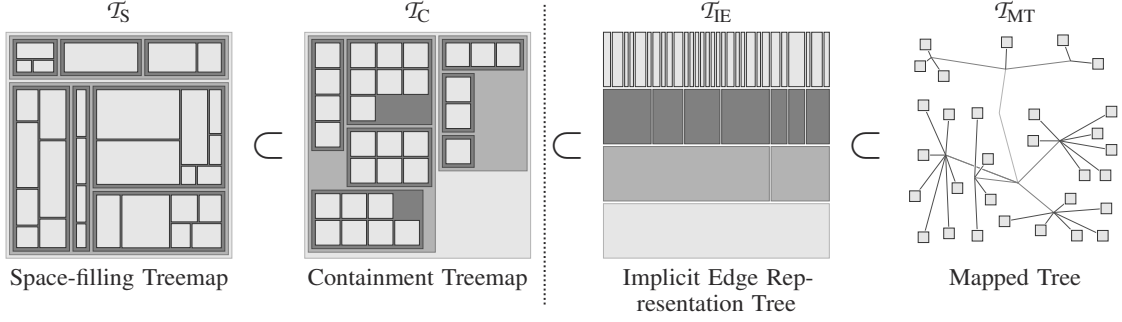 𝒯S 𝒯C 𝒯IE 𝒯MT
⊂ ⊂ ⊂
Space-filling Treemap Containment Treemap Implicit Edge Rep- Mapped Tree
resentation Tree